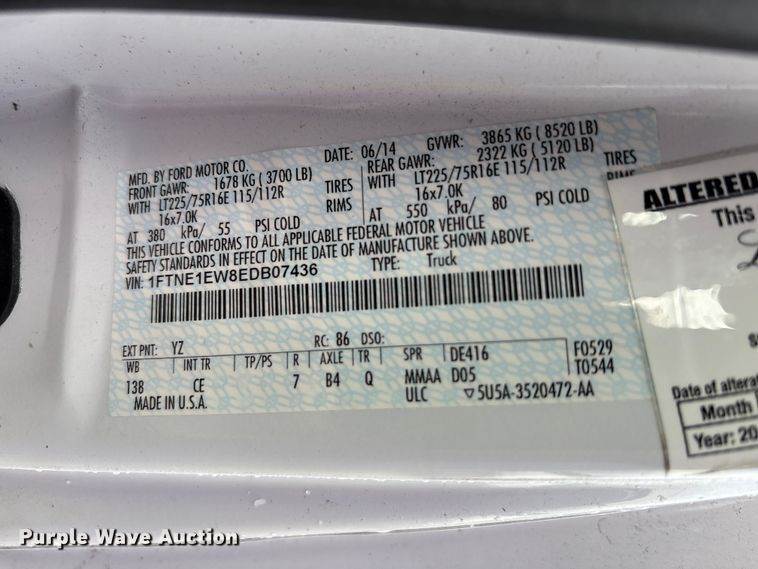 MFD. BY FORD MOTOR CO.
DATE: 06/14 GVWR: 3865 KG ( 8520 LB)
FRONT GAWR: 1678 KG ( 3700 LB) REAR GAWR: 2322 KG ( 5120 LB)
WITH LT225/75R16E 115/112R TIRES WITH LT225/75R16E 115/112R TIRES
16x7.0K RIMS 16x7.0K RIMS
AT 380 kPa/ 55 PSI COLD AT 550 kPa/ 80 PSI COLD
THIS VEHICLE CONFORMS TO ALL APPLICABLE FEDERAL MOTOR VEHICLE
SAFETY STANDARDS IN EFFECT ON THE DATE OF MANUFACTURE SHOWN ABOVE.
VIN: 1FTNE1EW8EDB07436 TYPE: Truck
EXT PNT: YZ RC: 86 DSO:
WB INT TR TP/PS R AXLE TR SPR DE416 F0529
138 CE 7 B4 Q MMAA D05 T0544
MADE IN U.S.A. ULC ▽5U5A-3520472-AA
ALTERED
This
Date of altera
Month
Year: 20
Purple Wave Auction